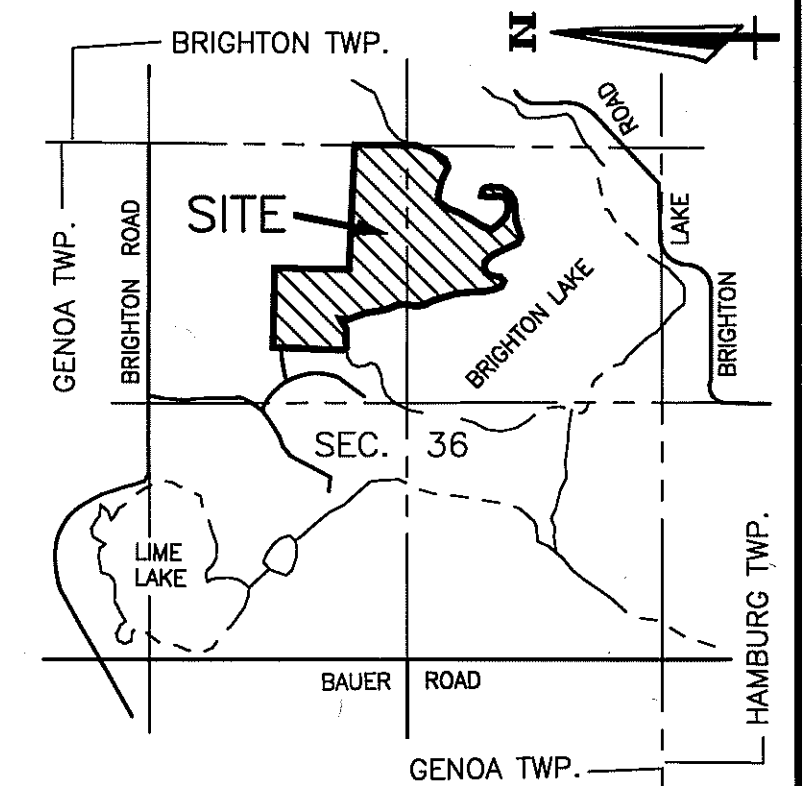 BRIGHTON TWP.
N
ROAD
SITE
GENOA TWP.
BRIGHTON ROAD
LAKE
BRIGHTON
BRIGHTON LAKE
SEC. 36
LIME
LAKE
HAMBURG TWP.
BAUER ROAD
GENOA TWP.